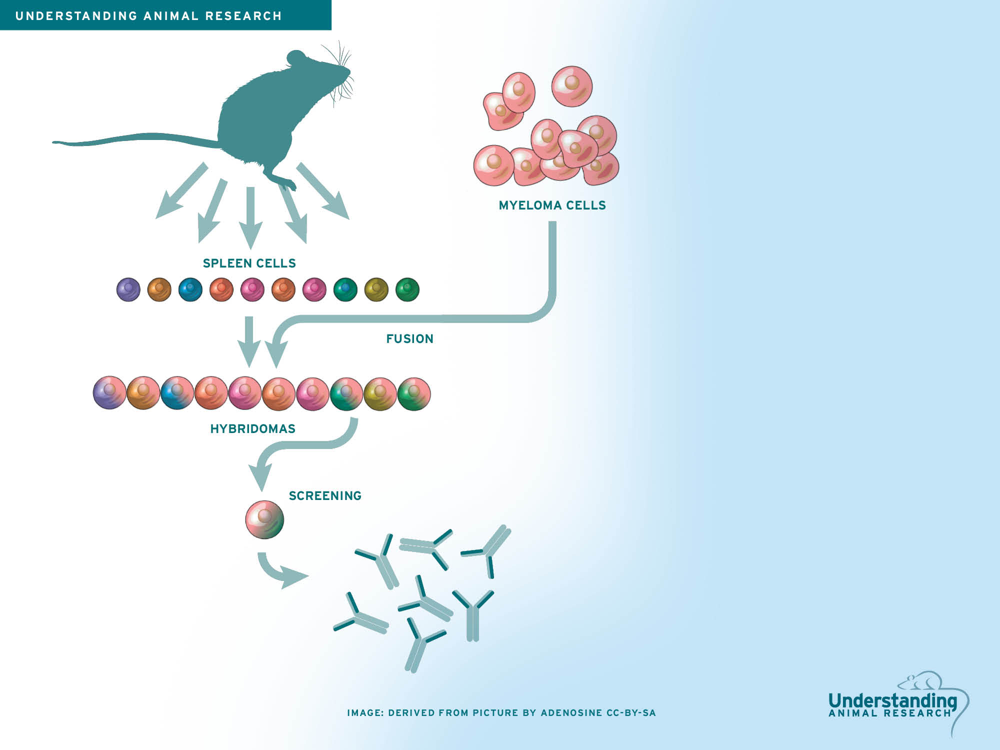 UNDERSTANDING ANIMAL RESEARCH
MYELOMA CELLS
SPLEEN CELLS
FUSION
HYBRIDOMAS
SCREENING
IMAGE: DERIVED FROM PICTURE BY ADENOSINE CC-BY-SA
Understanding
ANIMAL RESEARCH